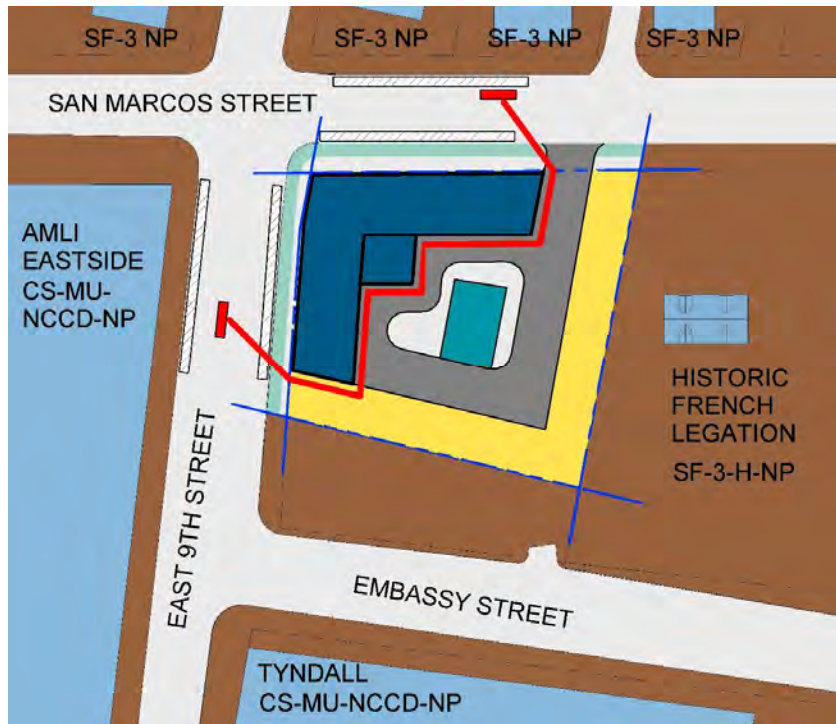 SF-3 NP
SF-3 NP
SF-3 NP
SF-3 NP
SAN MARCOS STREET
AMLI
EASTSIDE
CS-MU-
NCCD-NP
HISTORIC
FRENCH
LEGATION
SF-3-H-NP
EAST 9TH STREET
EMBASSY STREET
TYNDALL
CS-MU-NCCD-NP